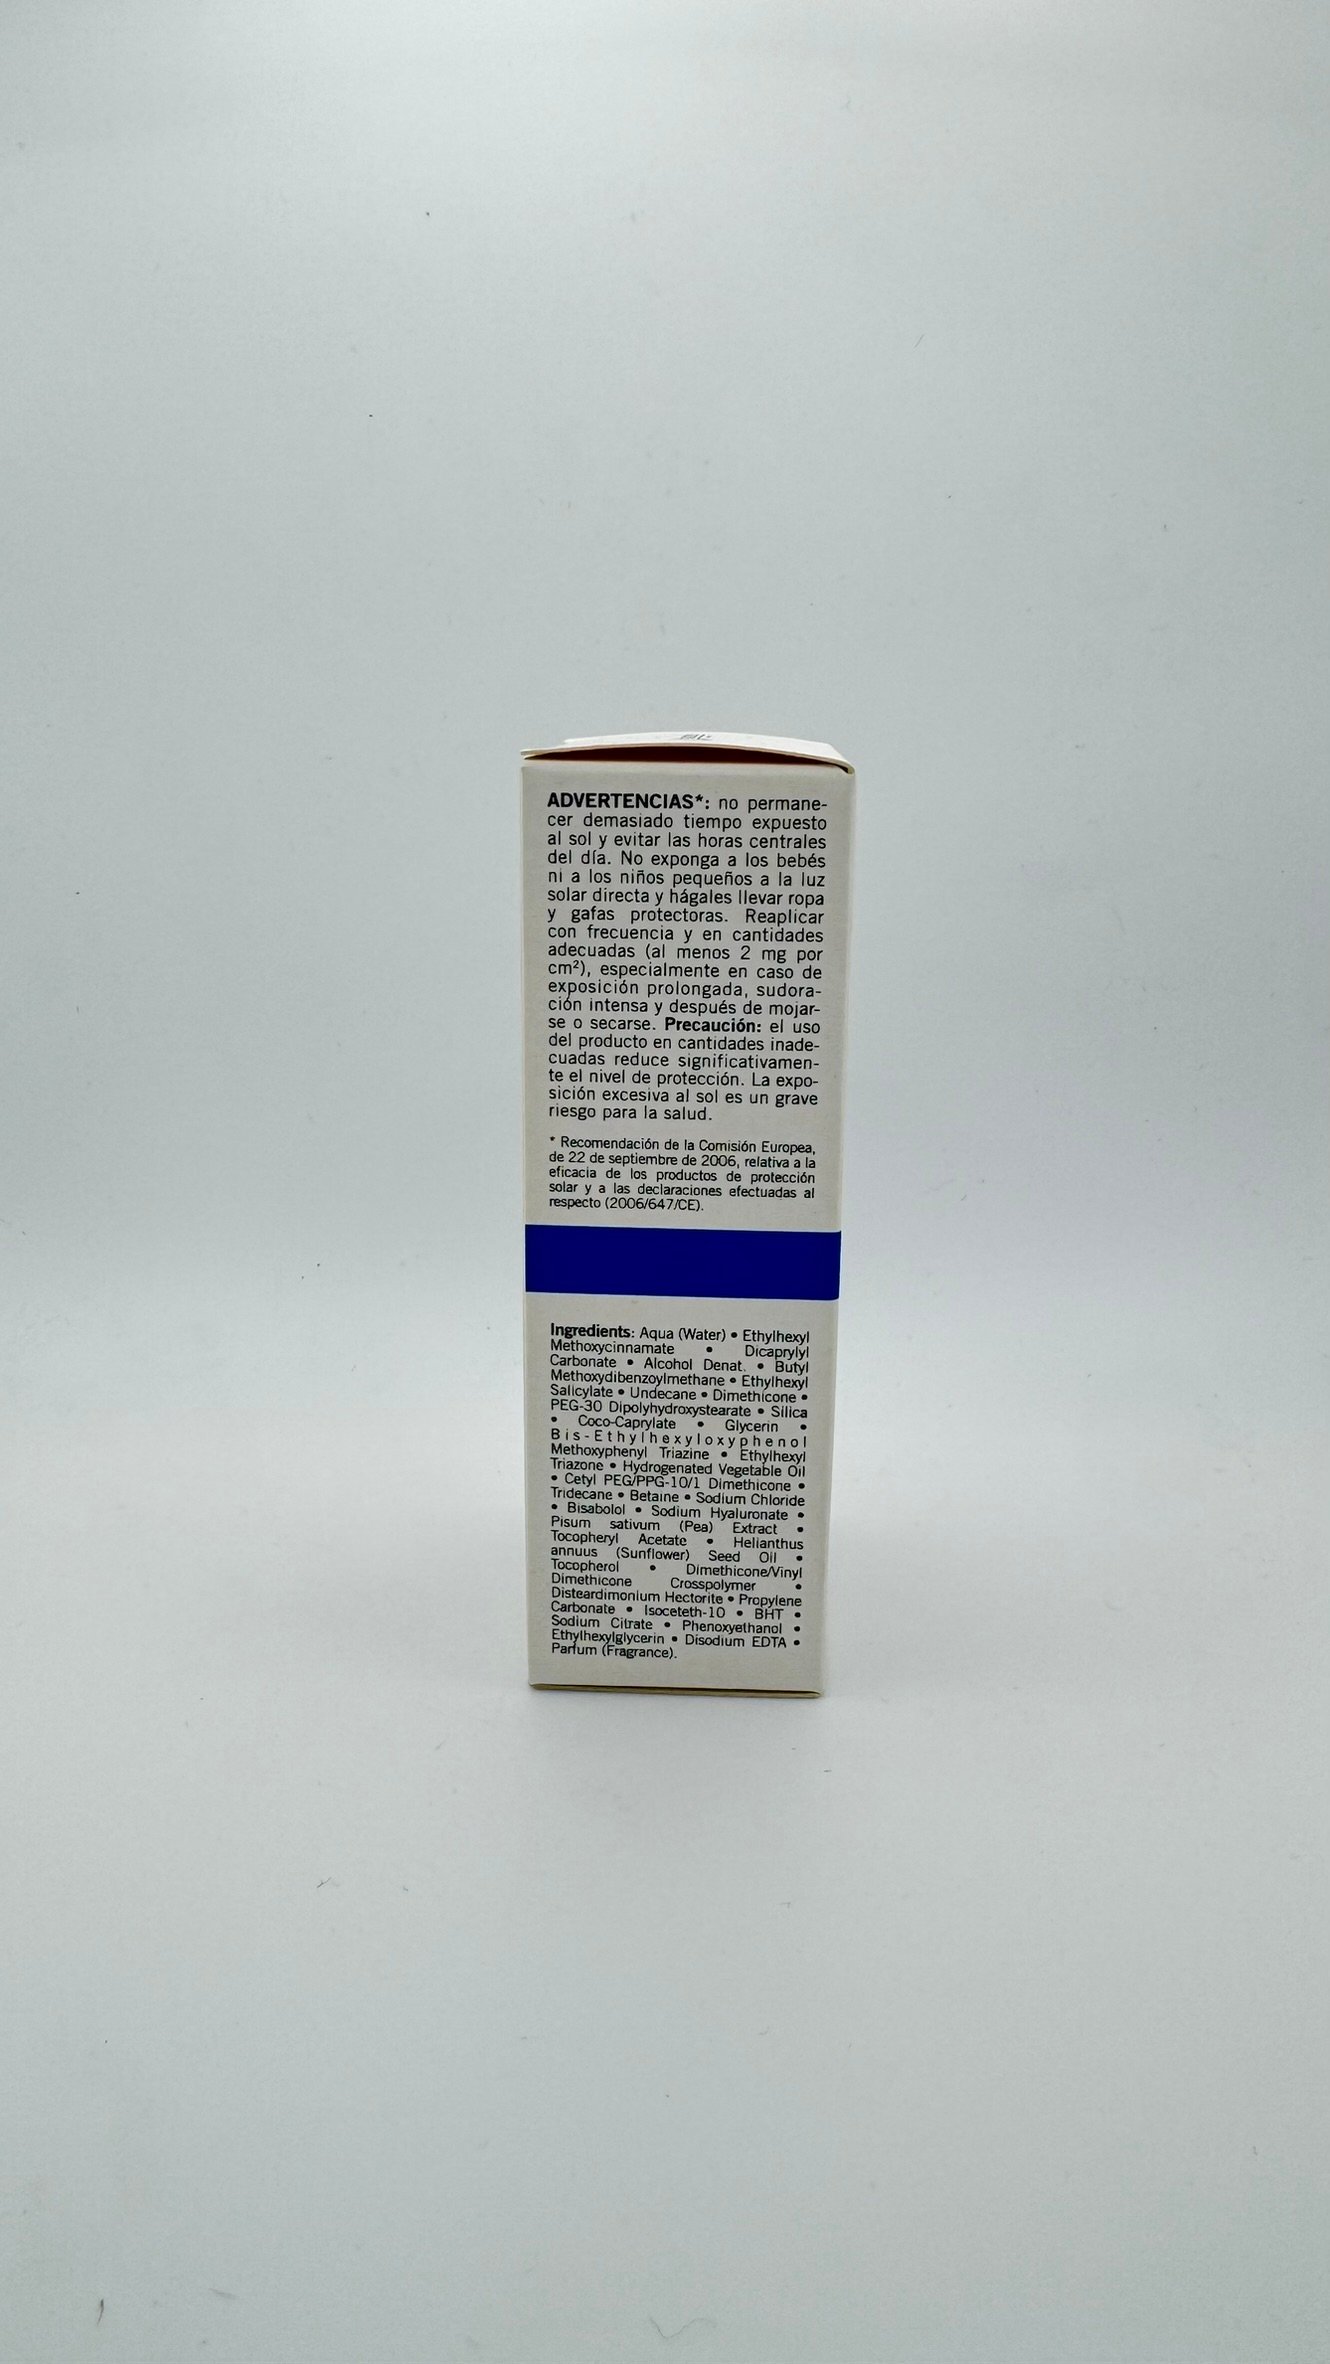 ADVERTENCIAS*: no permane-
cer demasiado tiempo expuesto
al sol y evitar las horas centrales
del día. No exponga a los bebés
ni a los niños pequeños a la luz
solar directa y hágales llevar ropa
y gafas protectoras. Reaplicar
con frecuencia y en cantidades
adecuadas (al menos 2 mg por
cm²), especialmente en caso de
exposición prolongada, sudora-
ción intensa y después de mojar-
se o secarse. Precaución: el uso
del producto en cantidades inade-
cuadas reduce significativamen-
te el nivel de protección. La expo-
sición excesiva al sol es un grave
riesgo para la salud.
* Recomendación de la Comisión Europea,
de 22 de septiembre de 2006, relativa a la
eficacia de los productos de protección
solar y a las declaraciones efectuadas al
respecto (2006/647/CE).
Ingredients: Aqua (Water) • Ethylhexyl
Methoxycinnamate • Dicaprylyl
Carbonate • Alcohol Denat. • Butyl
Methoxydibenzoylmethane • Ethylhexyl
Salicylate • Undecane • Dimethicone •
PEG-30 Dipolyhydroxystearate • Silica
• Coco-Caprylate • Glycerin •
Bis-Ethylhexyloxyphenol
Methoxyphenyl Triazine • Ethylhexyl
Triazone • Hydrogenated Vegetable Oil
• Cetyl PEG/PPG-10/1 Dimethicone •
Tridecane • Betaine • Sodium Chloride
• Bisabolol • Sodium Hyaluronate •
Pisum sativum (Pea) Extract •
Tocopheryl Acetate • Helianthus
annuus (Sunflower) Seed Oil •
Tocopherol • Dimethicone/Vinyl
Dimethicone Crosspolymer •
Disteardimonium Hectorite • Propylene
Carbonate • Isoceteth-10 • BHT •
Sodium Citrate • Phenoxyethanol •
Ethylhexylglycerin • Disodium EDTA •
Parfum (Fragrance).